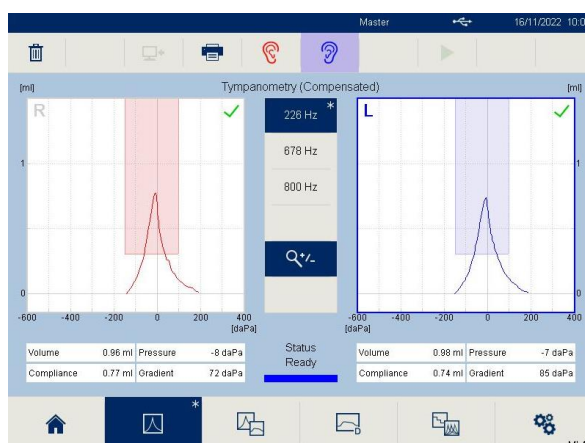 Master 16/11/2022 10:0
[ml] Tympanometry (Compensated) [ml]
R
L
226 Hz *
678 Hz
800 Hz
+/-
1 1
0 0
-600 -400 -200 0 200 400
[daPa]
-600 -400 -200 0 200 400
[daPa]
Status
Ready
Volume 0.96 ml Pressure -8 daPa
Compliance 0.77 ml Gradient 72 daPa
Volume 0.98 ml Pressure -7 daPa
Compliance 0.74 ml Gradient 85 daPa
*
D